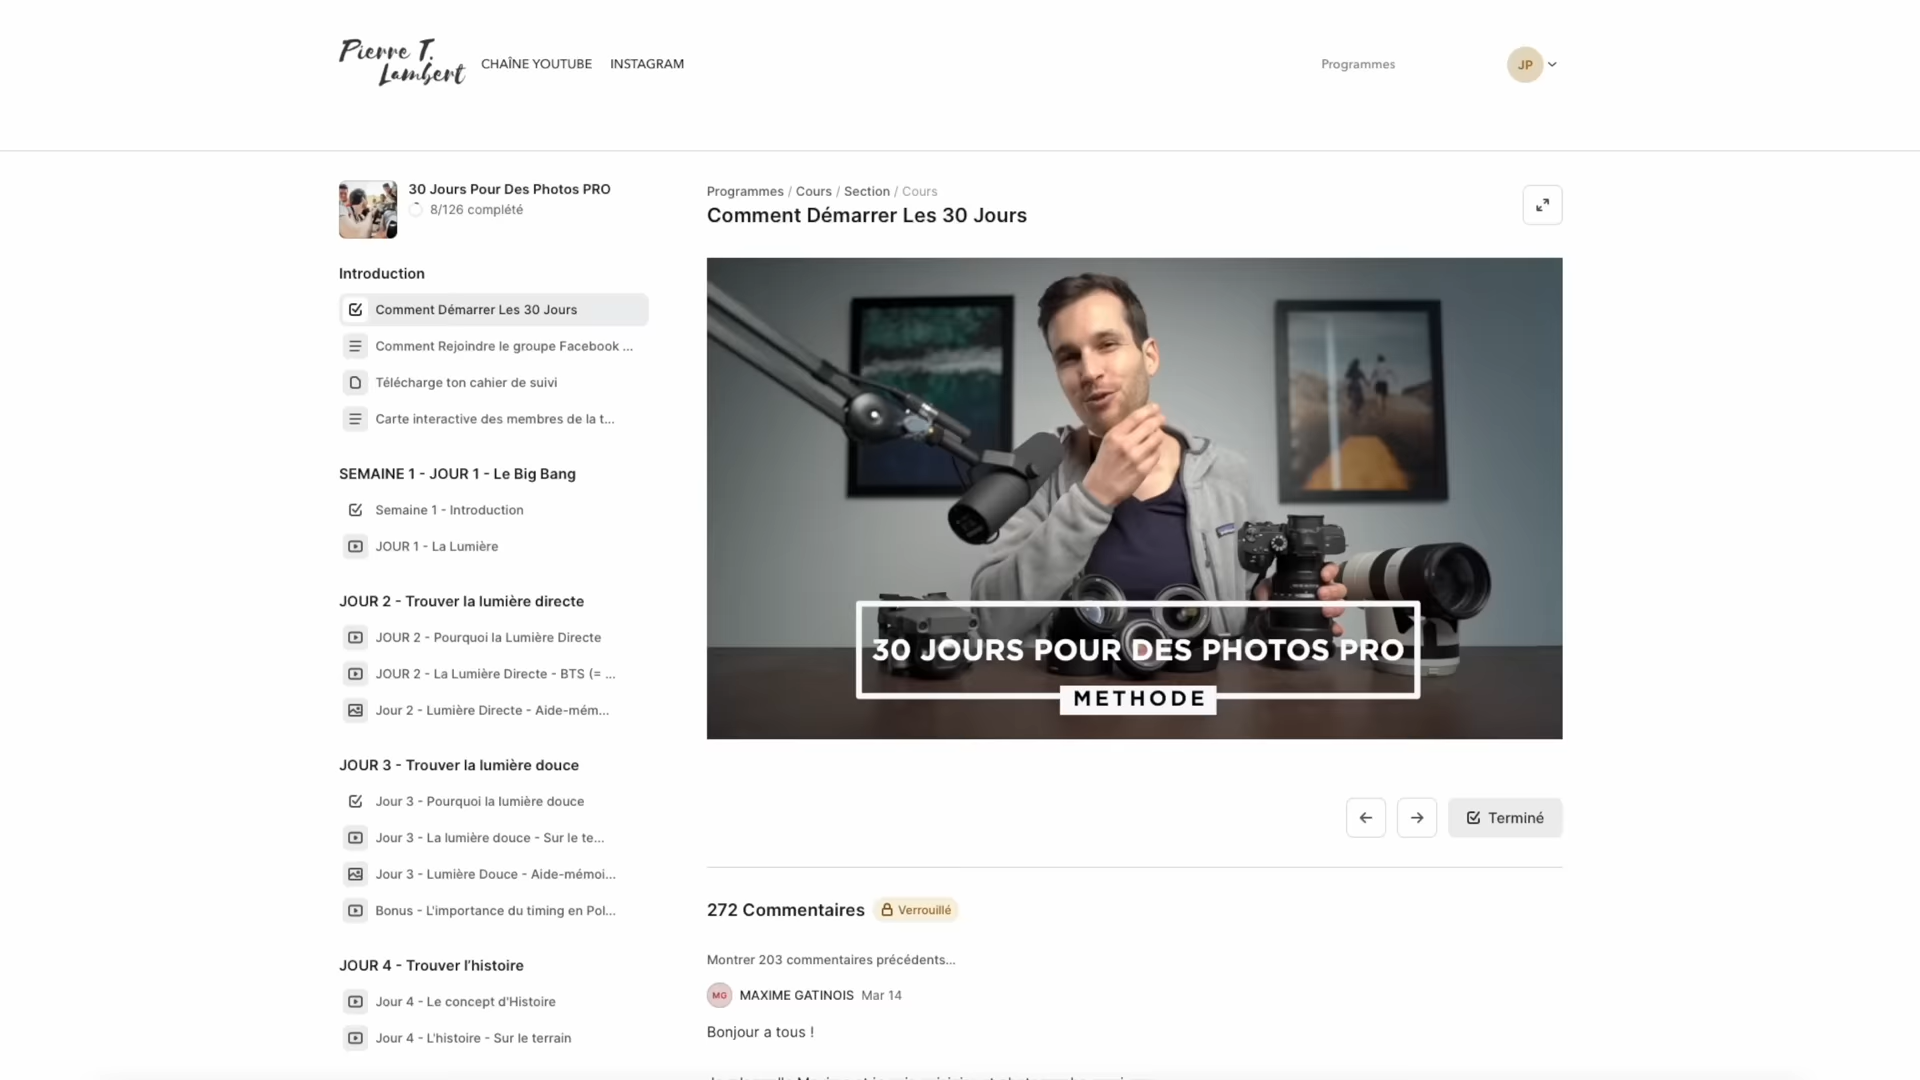 Pierre T.
Lambert
CHAÎNE YOUTUBE
INSTAGRAM
Programmes
JP
30 Jours Pour Des Photos PRO
8/126 complété
Introduction
Comment Démarrer Les 30 Jours
Comment Rejoindre le groupe Facebook ...
Télécharge ton cahier de suivi
Carte interactive des membres de la t...
SEMAINE 1 - JOUR 1 - Le Big Bang
Semaine 1 - Introduction
JOUR 1 - La Lumière
JOUR 2 - Trouver la lumière directe
JOUR 2 - Pourquoi la Lumière Directe
JOUR 2 - La Lumière Directe - BTS (= ...
Jour 2 - Lumière Directe - Aide-mém...
JOUR 3 - Trouver la lumière douce
Jour 3 - Pourquoi la lumière douce
Jour 3 - La lumière douce - Sur le te...
Jour 3 - Lumière Douce - Aide-mémoi...
Bonus - L'importance du timing en Pol...
JOUR 4 - Trouver l'histoire
Jour 4 - Le concept d'Histoire
Jour 4 - L'histoire - Sur le terrain
Programmes / Cours / Section / Cours
Comment Démarrer Les 30 Jours
30 JOURS POUR DES PHOTOS PRO
METHODE
Terminé
272 Commentaires
Verrouillé
Montrer 203 commentaires précédents...
MG
MAXIME GATINOIS Mar 14
Bonjour a tous !